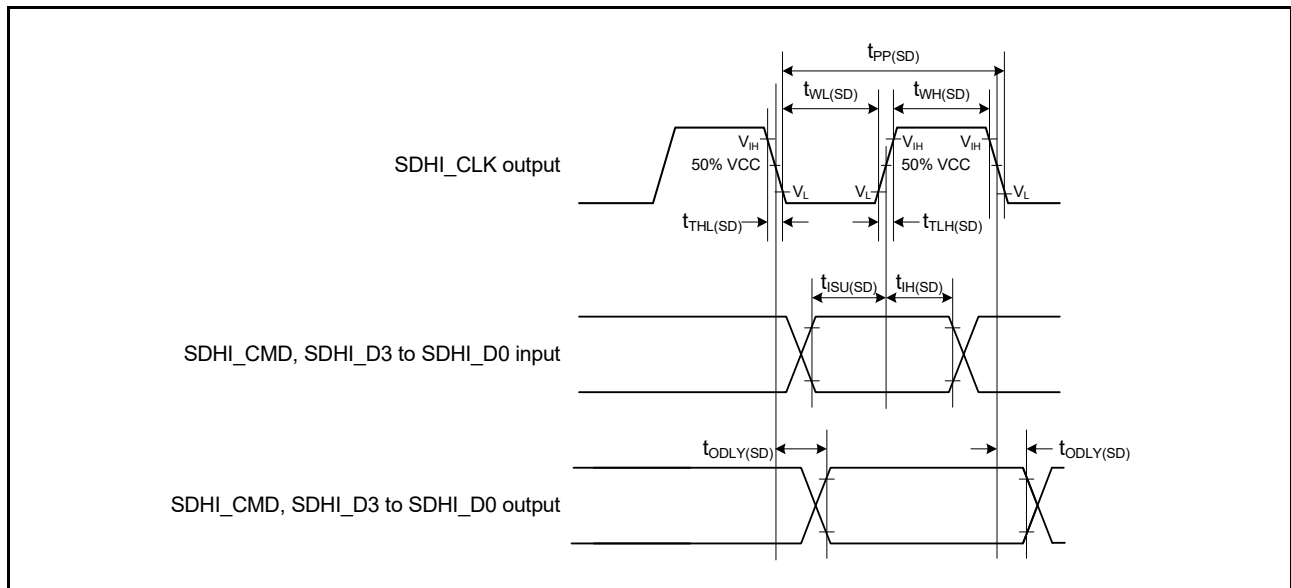 tPP(SD)
tWL(SD) tWH(SD)
VIH VIH VIH
SDHI_CLK output 50% VCC 50% VCC
VL VL VL
tTHL(SD) tTLH(SD)
tISU(SD) tIH(SD)
SDHI_CMD, SDHI_D3 to SDHI_D0 input
tODLY(SD) tODLY(SD)
SDHI_CMD, SDHI_D3 to SDHI_D0 output